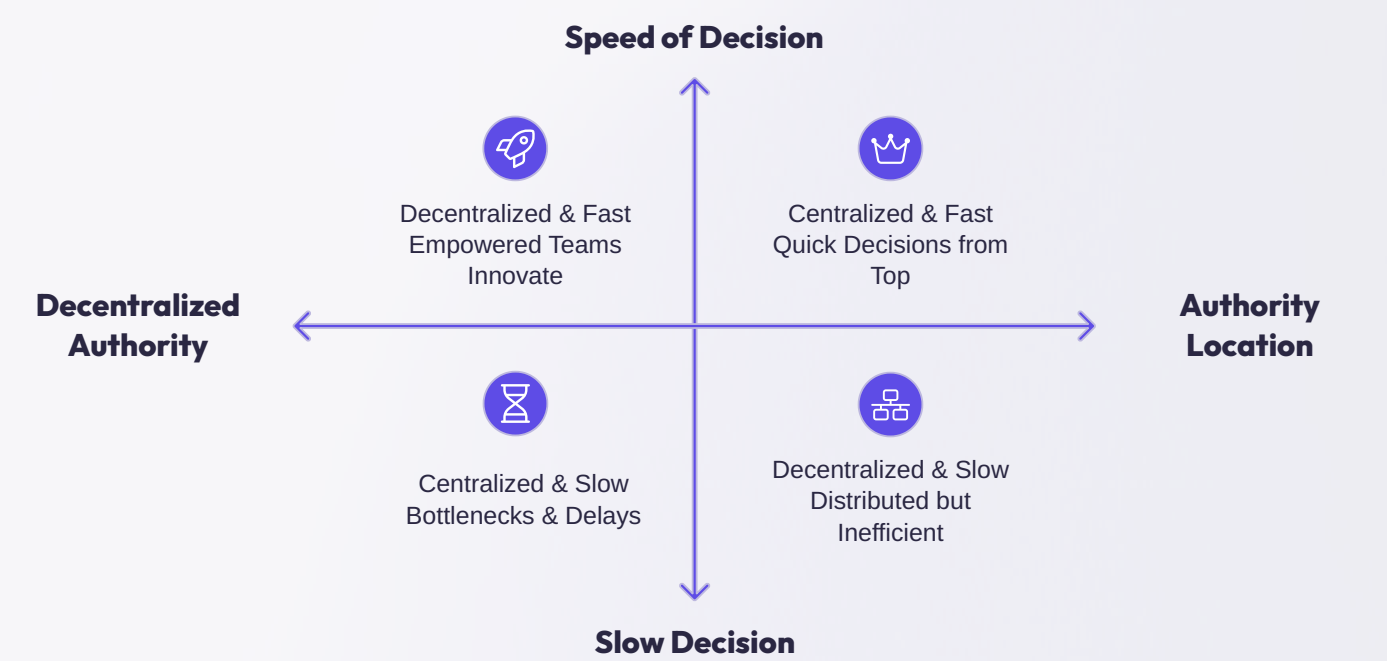 Speed of Decision
Decentralized & Fast
Empowered Teams
Innovate
Centralized & Fast
Quick Decisions from
Top
Decentralized
Authority
Authority
Location
Centralized & Slow
Bottlenecks & Delays
Decentralized & Slow
Distributed but
Inefficient
Slow Decision